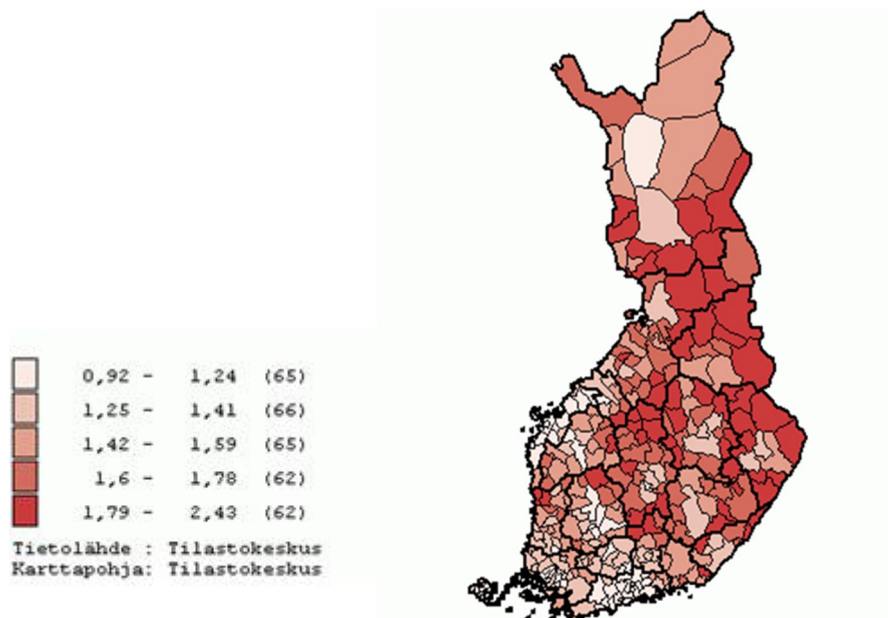 0,92 - 1,24 (65)
1,25 - 1,41 (66)
1,42 - 1,59 (65)
1,6 - 1,78 (62)
1,79 - 2,43 (62)
Tietolähde : Tilastokeskus
Karttapohja: Tilastokeskus